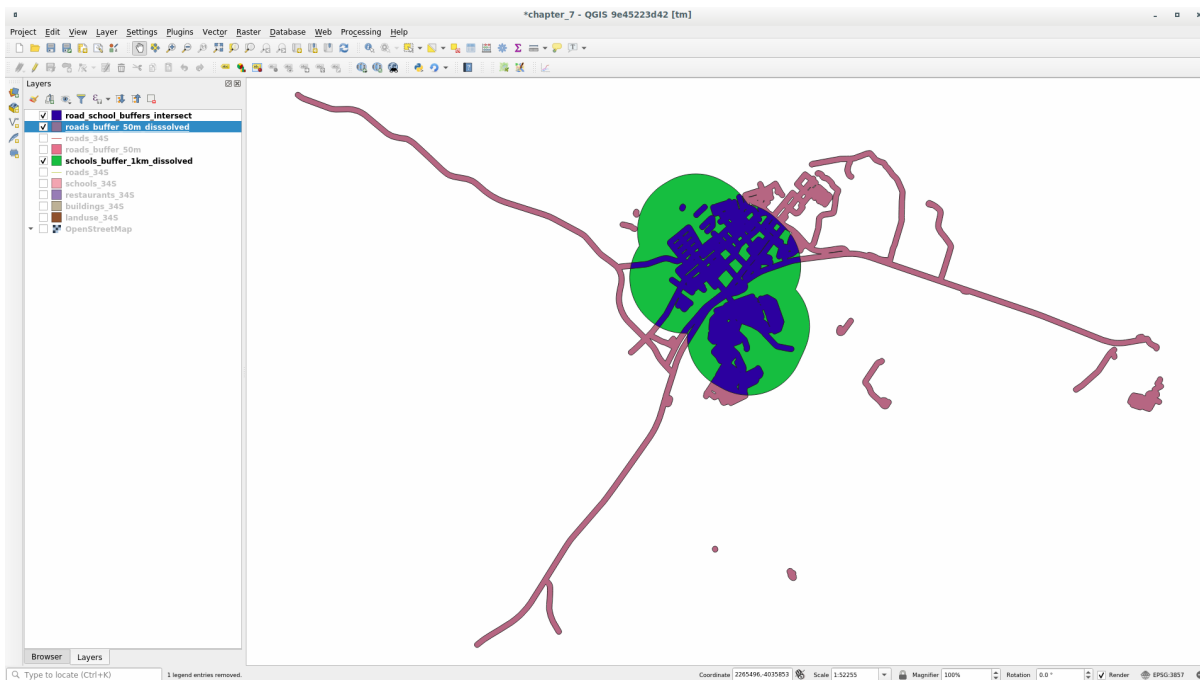 *chapter_7 - QGIS 9e45223d42 [tm]
Project Edit View Layer Settings Plugins Vector Raster Database Web Processing Help
Layers
road_school_buffers_intersect
roads_buffer_50m_disssolved
roads_34S
roads_buffer_50m
schools_buffer_1km_dissolved
roads_34S
schools_34S
restaurants_34S
buildings_34S
landuse_34S
OpenStreetMap
Browser Layers
Type to locate (Ctrl+K) 1 legend entries removed. Coordinate 2265496,-4035853 Scale 1:52255 Magnifier 100% Rotation 0.0 ° Render EPSG:3857